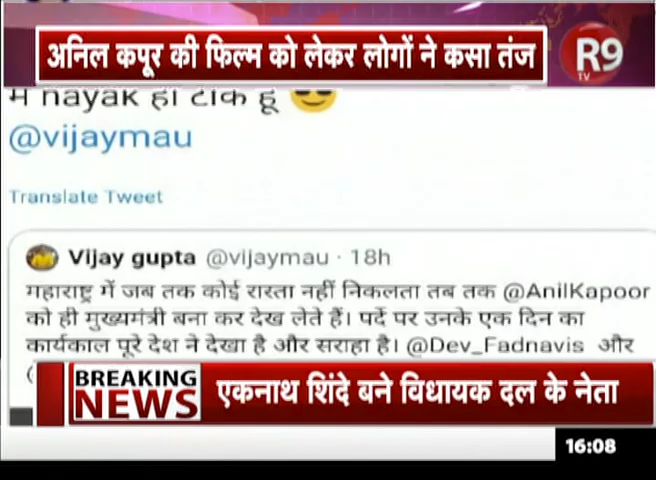 अनिल कपूर की फिल्म को लेकर लोगों ने कसा तंज
R9
TV
मैं nayak ही ठीक हूं 😎
@vijaymau
Translate Tweet
Vijay gupta @vijaymau · 18h
महाराष्ट्र में जब तक कोई रास्ता नहीं निकलता तब तक @AnilKapoor
को ही मुख्यमंत्री बना कर देख लेते हैं। पर्दे पर उनके एक दिन का
कार्यकाल पूरे देश ने देखा है और सराहा है। @Dev_Fadnavis और
BREAKING
NEWS
एकनाथ शिंदे बने विधायक दल के नेता
16:08